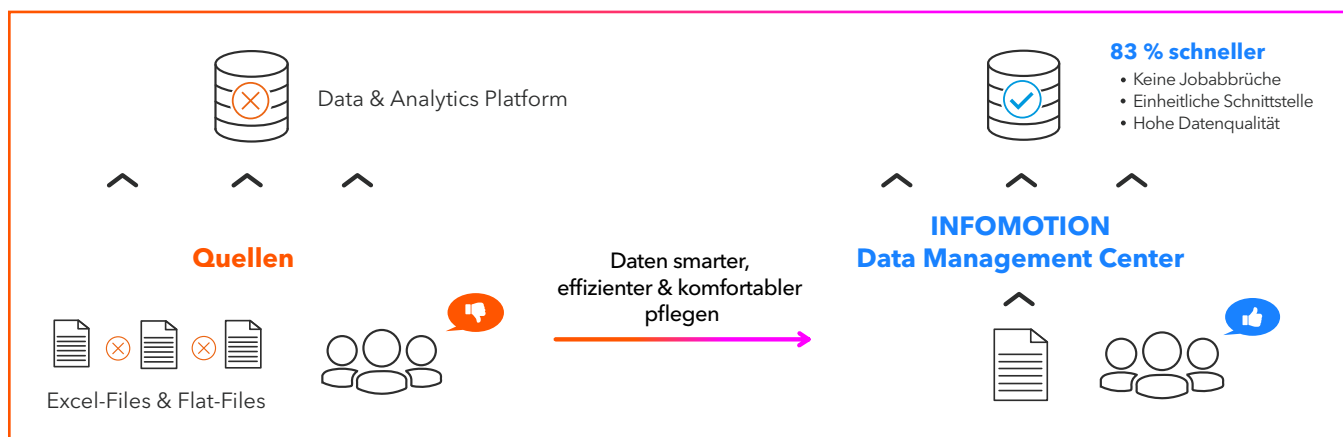 Data & Analytics Platform
Quellen
Excel-Files & Flat-Files
Daten smarter,
effizienter & komfortabler
pflegen
83 % schneller
• Keine Jobabbrüche
• Einheitliche Schnittstelle
• Hohe Datenqualität
INFOMOTION
Data Management Center